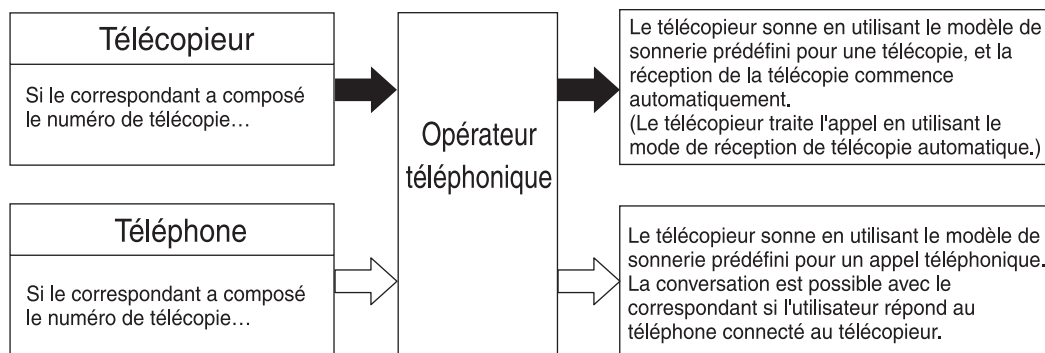 Télécopieur
Si le correspondant a composé
le numéro de télécopie…
Opérateur
téléphonique
Le télécopieur sonne en utilisant le modèle de
sonnerie prédéfini pour une télécopie, et la
réception de la télécopie commence
automatiquement.
(Le télécopieur traite l'appel en utilisant le
mode de réception de télécopie automatique.)
Téléphone
Si le correspondant a composé
le numéro de télécopie…
Le télécopieur sonne en utilisant le modèle de
sonnerie prédéfini pour un appel téléphonique.
La conversation est possible avec le
correspondant si l'utilisateur répond au
téléphone connecté au télécopieur.